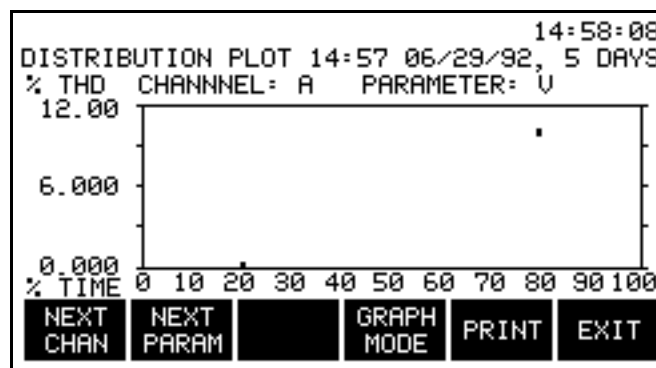 14:58:08
DISTRIBUTION PLOT 14:57 06/29/92, 5 DAYS
% THD CHANNNEL: A PARAMETER: V
12.00
6.000
0.000
% TIME 0 10 20 30 40 50 60 70 80 90 100
NEXT CHAN NEXT PARAM GRAPH MODE PRINT EXIT